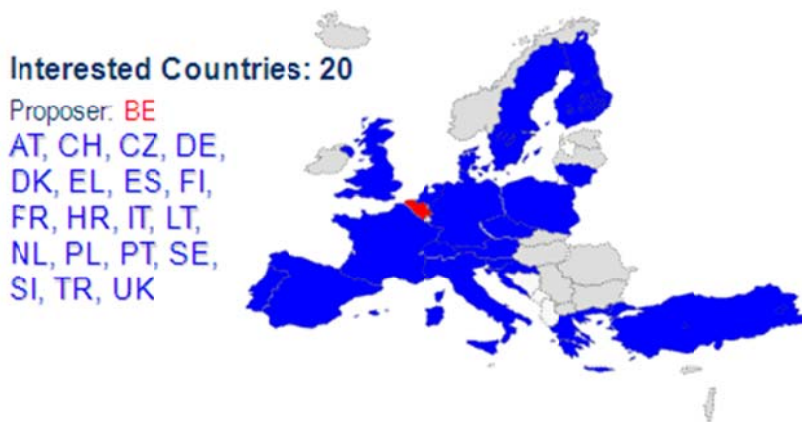 Interested Countries: 20
Proposer: BE
AT, CH, CZ, DE,
DK, EL, ES, FI,
FR, HR, IT, LT,
NL, PL, PT, SE,
SI, TR, UK